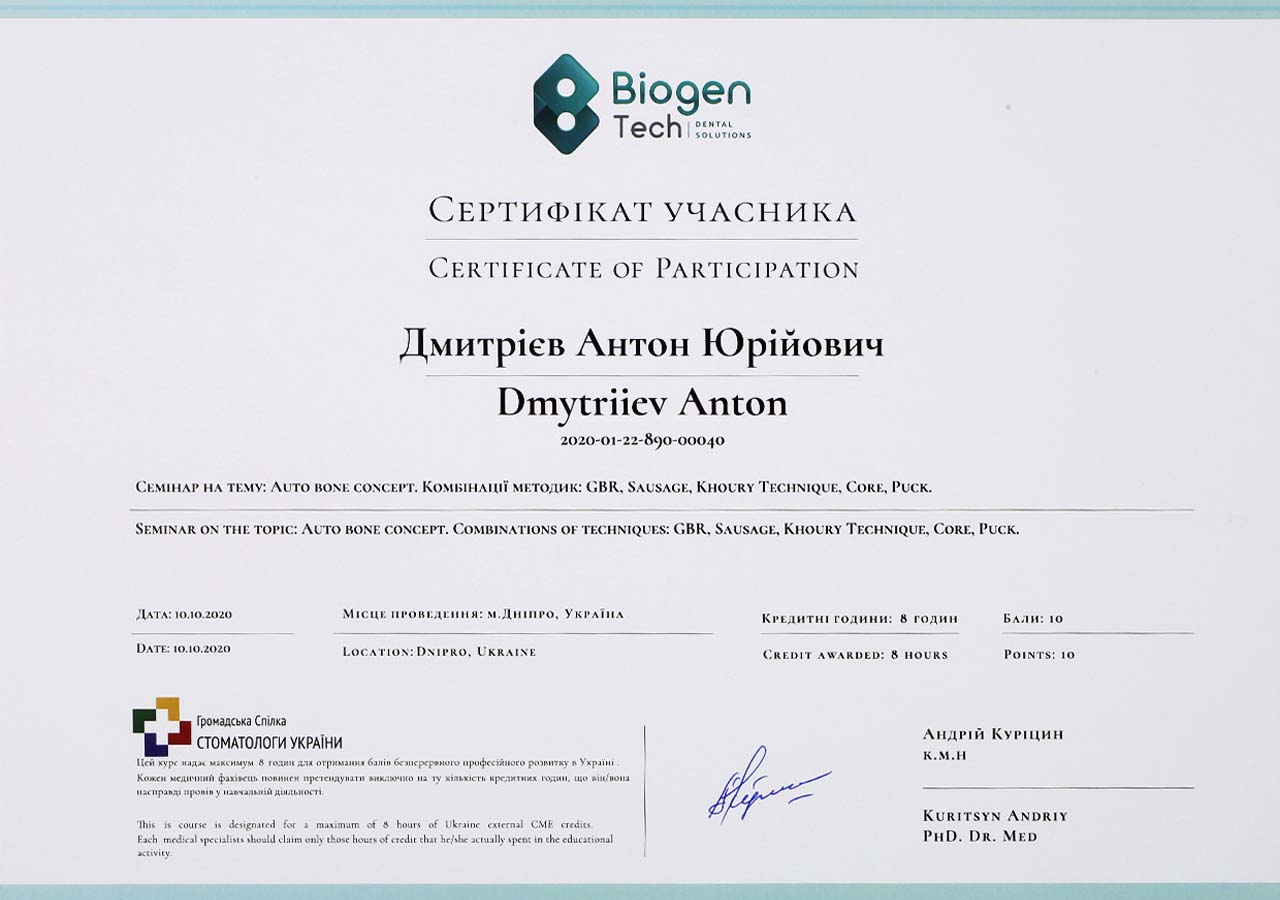 Biogen
Tech DENTAL SOLUTIONS
Сертифікат учасника
Certificate of Participation
Дмитрієв Антон Юрійович
Dmytriiev Anton
2020-01-22-890-00040
Семінар на тему: Auto bone concept. Комбінації методик: GBR, Sausage, Khoury Technique, Core, Puck.
Seminar on the topic: Auto bone concept. Combinations of techniques: GBR, Sausage, Khoury Technique, Core, Puck.
Дата: 10.10.2020
Date: 10.10.2020
Місце проведення: м.Дніпро, Україна
Location: Dnipro, Ukraine
Кредитні години: 8 годин
Credit awarded: 8 hours
Бали: 10
Points: 10
Громадська Спілка
СТОМАТОЛОГИ УКРАЇНИ
Цей курс надає максимум 8 годин для отримання балів безперервного професійного розвитку в Україні .
Кожен медичний фахівець повинен претендувати виключно на ту кількість кредитних годин, що він/вона
насправді провів у навчальній діяльності.
This is course is designated for a maximum of 8 hours of Ukraine external CME credits.
Each medical specialists should claim only those hours of credit that he/she actually spent in the educational
activity.
Андрій Куріцин
к.м.н
Kuritsyn Andriy
PhD. Dr. Med